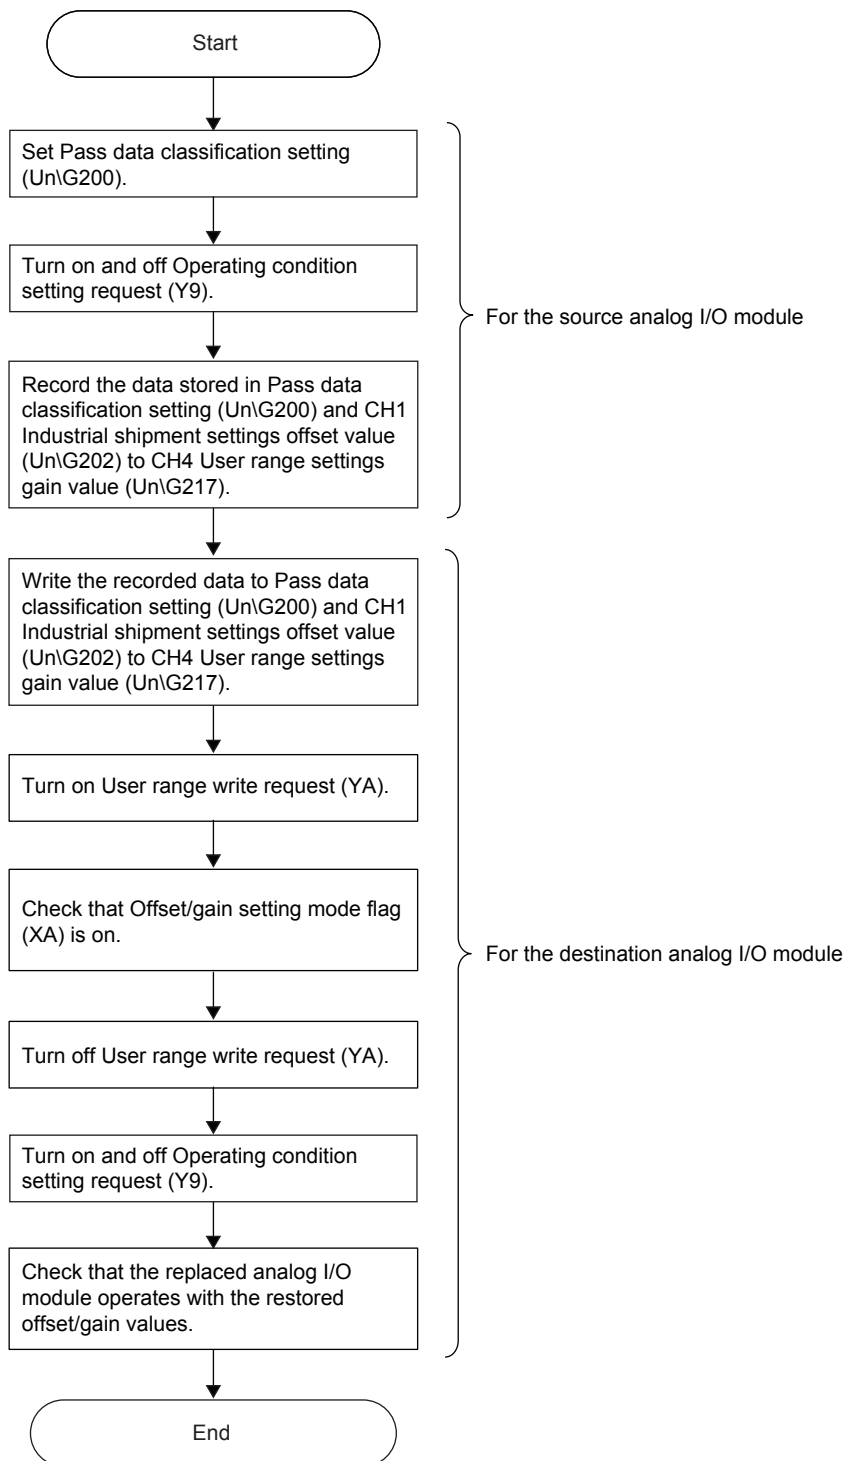 Start
Set Pass data classification setting
(Un\G200).
Turn on and off Operating condition
setting request (Y9).
Record the data stored in Pass data
classification setting (Un\G200) and CH1
Industrial shipment settings offset value
(Un\G202) to CH4 User range settings
gain value (Un\G217).
For the source analog I/O module
Write the recorded data to Pass data
classification setting (Un\G200) and CH1
Industrial shipment settings offset value
(Un\G202) to CH4 User range settings
gain value (Un\G217).
Turn on User range write request (YA).
Check that Offset/gain setting mode flag
(XA) is on.
Turn off User range write request (YA).
Turn on and off Operating condition
setting request (Y9).
Check that the replaced analog I/O
module operates with the restored
offset/gain values.
For the destination analog I/O module
End